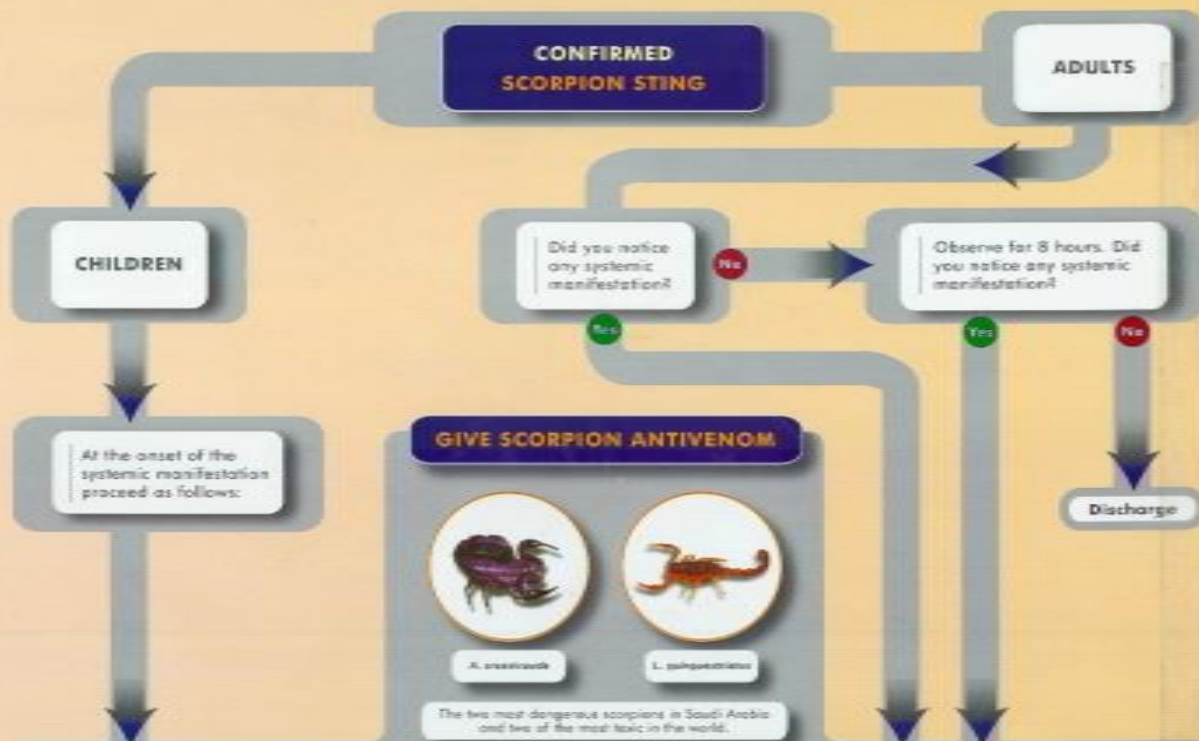 CONFIRMED
SCORPION STING
ADULTS
CHILDREN
Did you notice
any systemic
manifestation?
No
Observe for 8 hours. Did
you notice any systemic
manifestation?
Yes
Yes
No
At the onset of the
systemic manifestation
proceed as follows:
GIVE SCORPION ANTIVENOM
Discharge
A. crassicauda
L. quinquestriatus
The two most dangerous scorpions in Saudi Arabia
and two of the most toxic in the world.